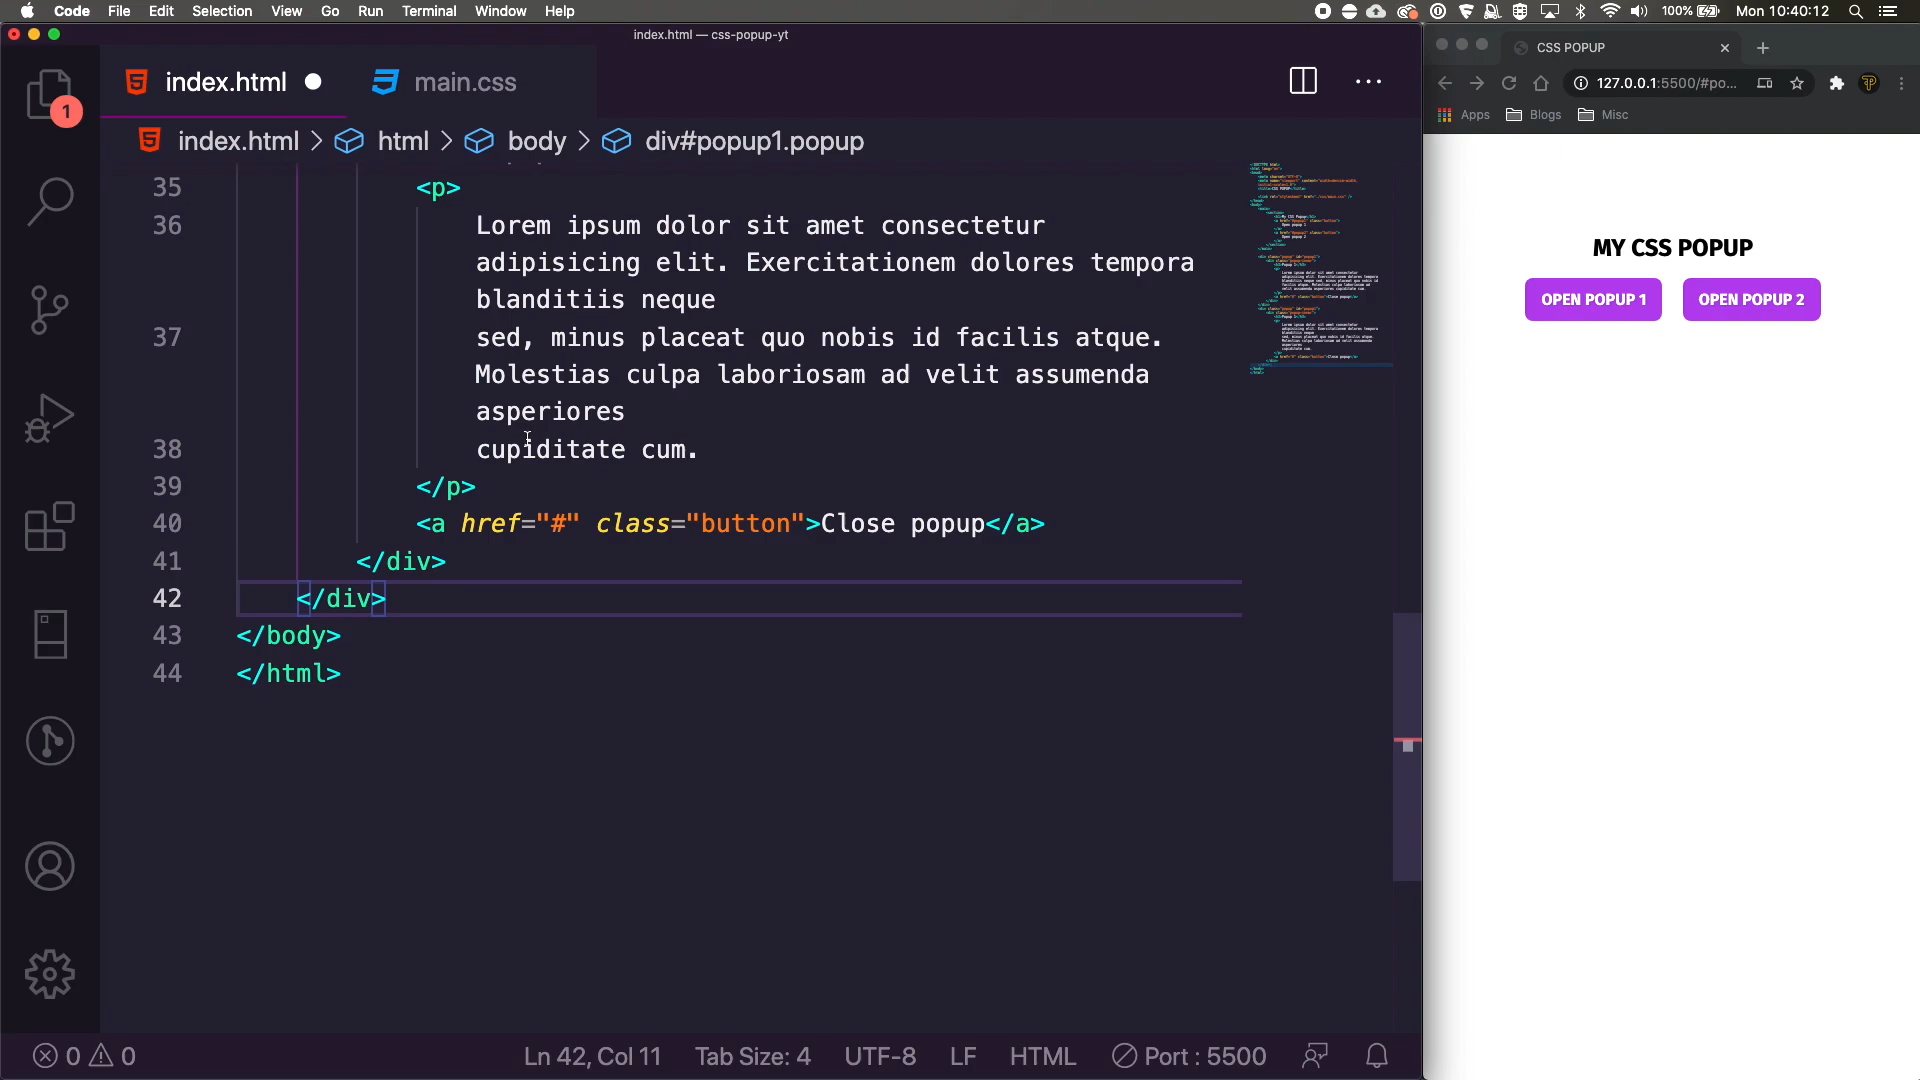 Code File Edit Selection View Go Run Terminal Window Help 100% Mon 10:40:12
index.html — css-popup-yt
index.html main.css
index.html > html > body > div#popup1.popup
35 <p>
36 Lorem ipsum dolor sit amet consectetur
adipisicing elit. Exercitationem dolores tempora
blanditiis neque
37 sed, minus placeat quo nobis id facilis atque.
Molestias culpa laboriosam ad velit assumenda
asperiores
38 cupiditate cum.
39 </p>
40 <a href="#" class="button">Close popup</a>
41 </div>
42 </div>
43 </body>
44 </html>
1
0 0 Ln 42, Col 11 Tab Size: 4 UTF-8 LF HTML Port : 5500
CSS POPUP
127.0.0.1:5500/#po...
Apps Blogs Misc
MY CSS POPUP
OPEN POPUP 1 OPEN POPUP 2